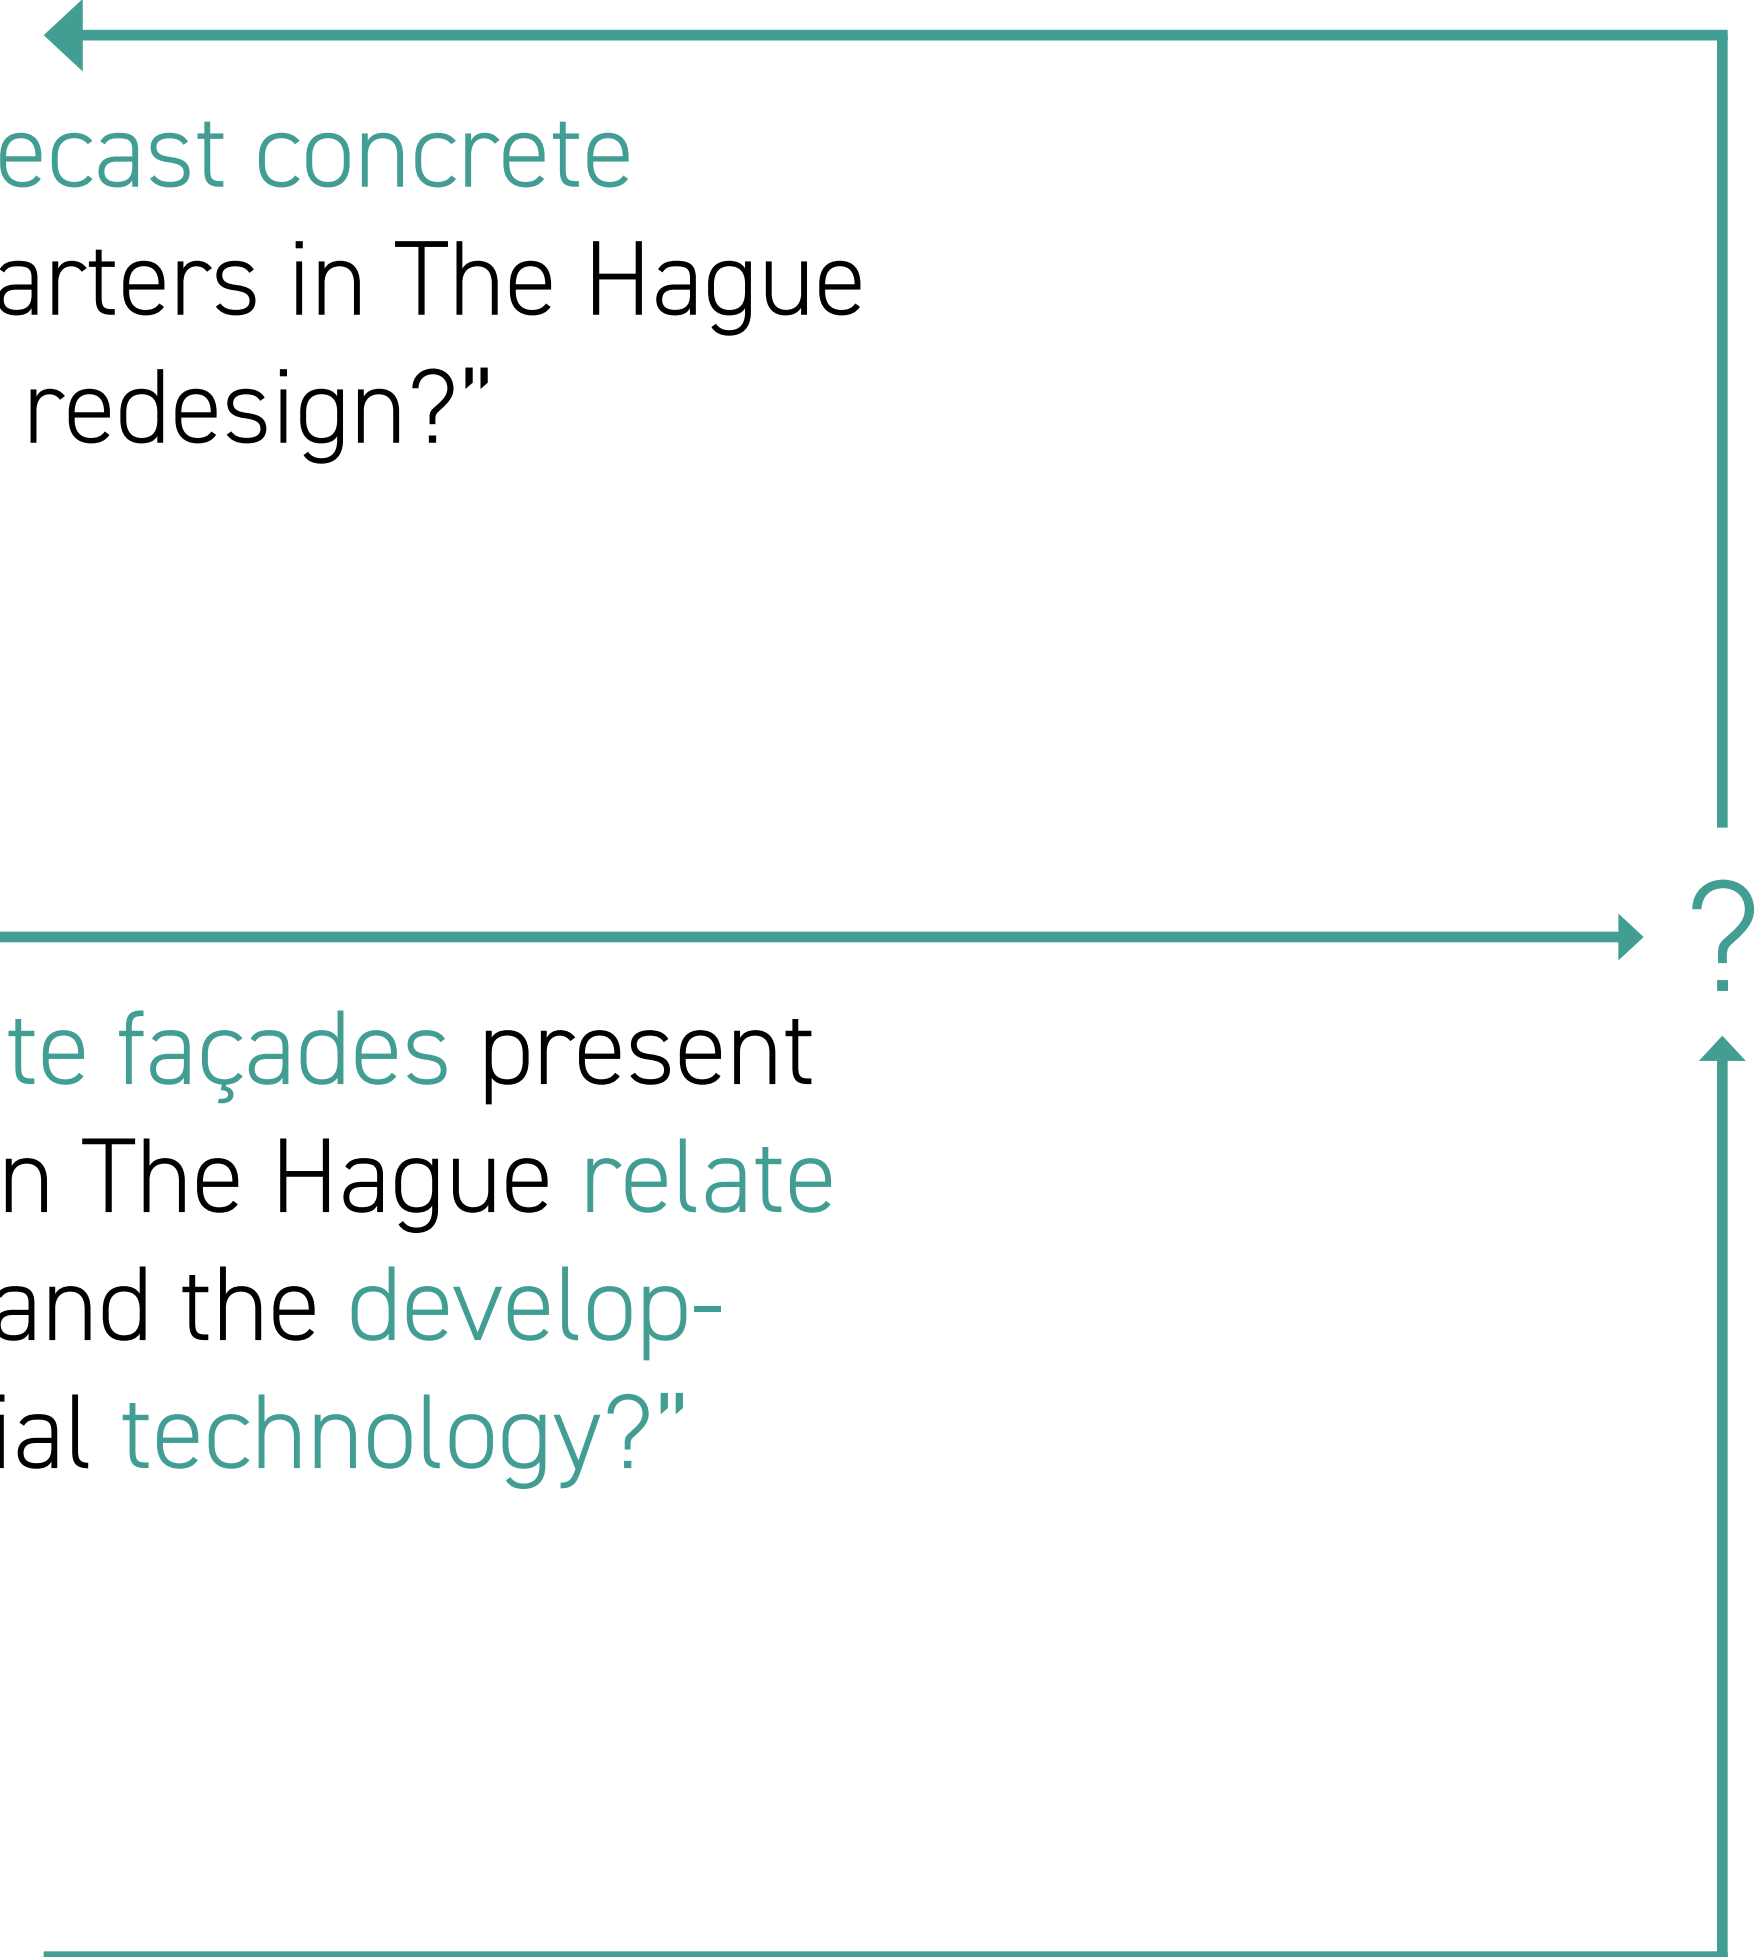 ecast concrete
arters in The Hague
redesign?”
?
te façades present
n The Hague relate
and the develop-
ial technology?”